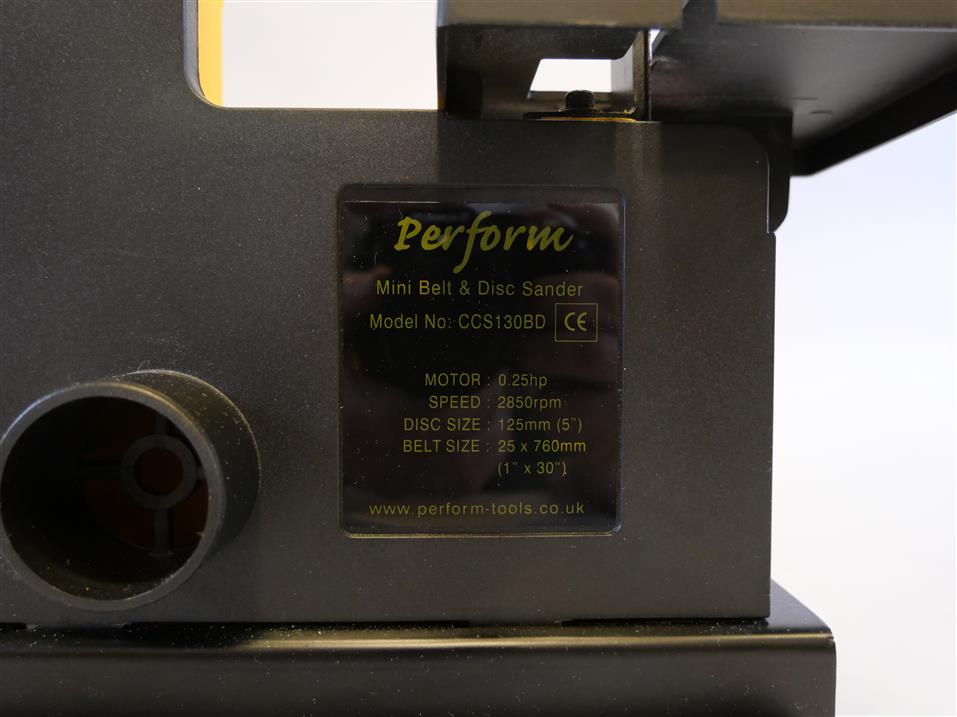 Perform
Mini Belt & Disc Sander
Model No: CCS130BD CE
MOTOR : 0.25hp
SPEED : 2850rpm
DISC SIZE : 125mm (5")
BELT SIZE : 25 x 760mm
(1" x 30")
www.perform-tools.co.uk